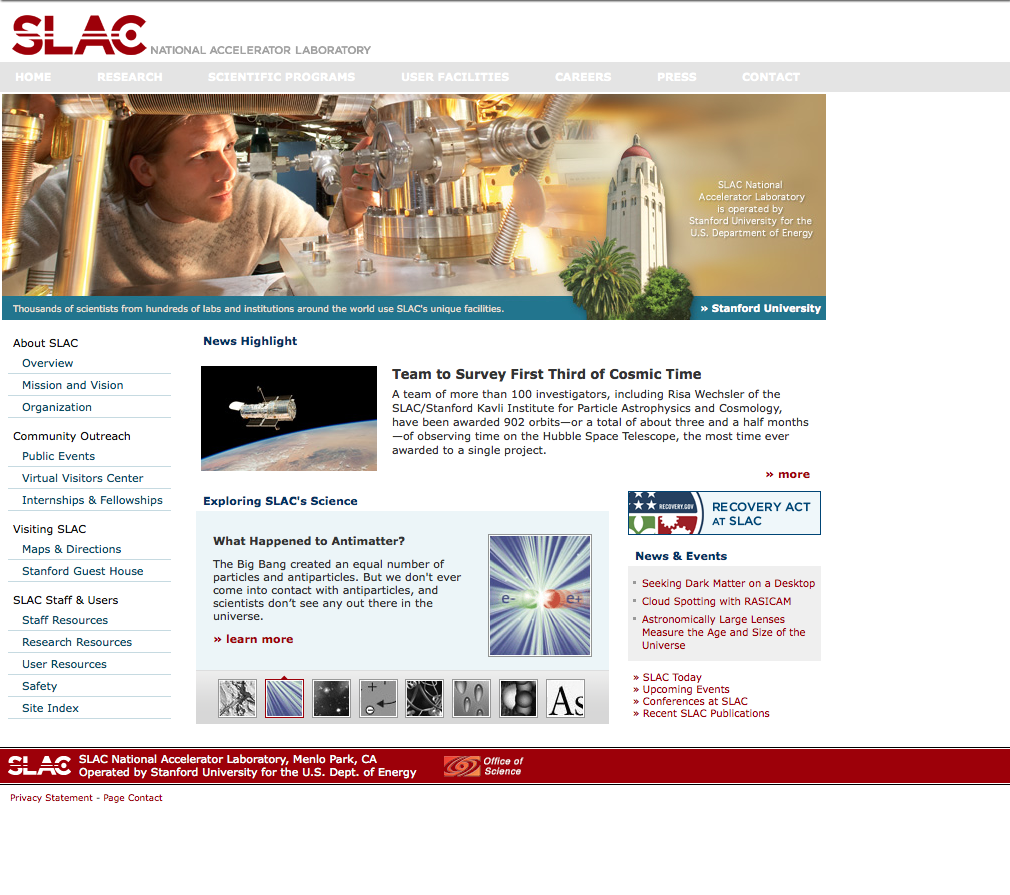 SLAC NATIONAL ACCELERATOR LABORATORY
HOME RESEARCH SCIENTIFIC PROGRAMS USER FACILITIES CAREERS PRESS CONTACT
SLAC National
Accelerator Laboratory
is operated by
Stanford University for the
U.S. Department of Energy
Thousands of scientists from hundreds of labs and institutions around the world use SLAC's unique facilities.
» Stanford University
About SLAC
Overview
Mission and Vision
Organization
Community Outreach
Public Events
Virtual Visitors Center
Internships & Fellowships
Visiting SLAC
Maps & Directions
Stanford Guest House
SLAC Staff & Users
Staff Resources
Research Resources
User Resources
Safety
Site Index
News Highlight
Team to Survey First Third of Cosmic Time
A team of more than 100 investigators, including Risa Wechsler of the
SLAC/Stanford Kavli Institute for Particle Astrophysics and Cosmology,
have been awarded 902 orbits—or a total of about three and a half months
—of observing time on the Hubble Space Telescope, the most time ever
awarded to a single project.
» more
Exploring SLAC's Science
What Happened to Antimatter?
The Big Bang created an equal number of
particles and antiparticles. But we don't ever
come into contact with antiparticles, and
scientists don’t see any out there in the
universe.
» learn more
e- e+
As
RECOVERY.GOV
RECOVERY ACT
AT SLAC
News & Events
Seeking Dark Matter on a Desktop
Cloud Spotting with RASICAM
Astronomically Large Lenses
Measure the Age and Size of the
Universe
» SLAC Today
» Upcoming Events
» Conferences at SLAC
» Recent SLAC Publications
SLAC
SLAC National Accelerator Laboratory, Menlo Park, CA
Operated by Stanford University for the U.S. Dept. of Energy
Office of
Science
Privacy Statement - Page Contact